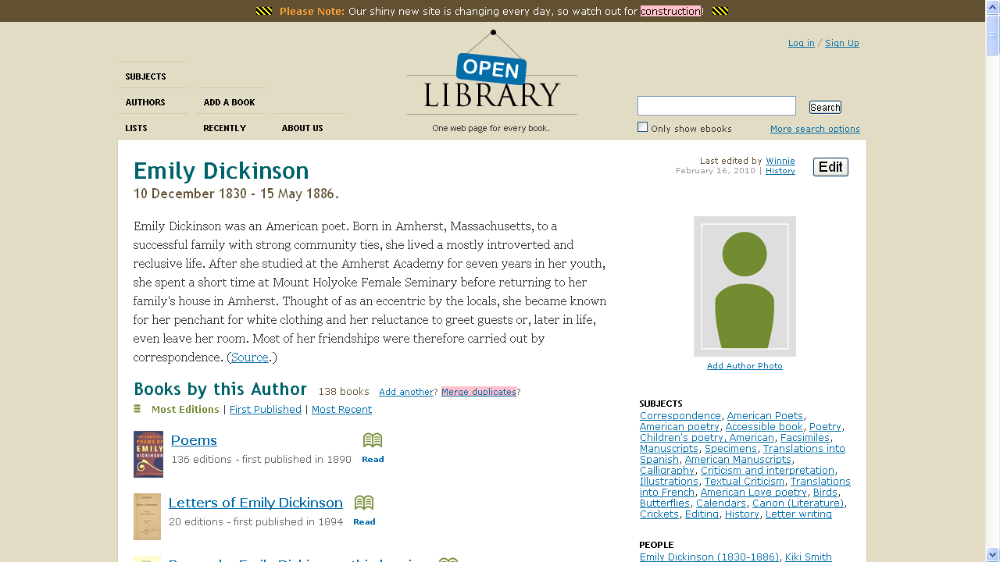 Please Note: Our shiny new site is changing every day, so watch out for construction!
Log in / Sign Up
SUBJECTS
AUTHORS ADD A BOOK
LISTS RECENTLY ABOUT US
OPEN
LIBRARY
One web page for every book.
Search
Only show ebooks More search options
Emily Dickinson
10 December 1830 - 15 May 1886.
Last edited by Winnie
February 16, 2010 | History
Edit
Emily Dickinson was an American poet. Born in Amherst, Massachusetts, to a
successful family with strong community ties, she lived a mostly introverted and
reclusive life. After she studied at the Amherst Academy for seven years in her youth,
she spent a short time at Mount Holyoke Female Seminary before returning to her
family's house in Amherst. Thought of as an eccentric by the locals, she became known
for her penchant for white clothing and her reluctance to greet guests or, later in life,
even leave her room. Most of her friendships were therefore carried out by
correspondence. (Source.)
Add Author Photo
Books by this Author 138 books Add another? Merge duplicates?
Most Editions | First Published | Most Recent
THE COMPLETE
POEMS OF
EMILY
DICKINSON
Poems
136 editions - first published in 1890
Read
Letters of Emily Dickinson
20 editions - first published in 1894
Read
SUBJECTS
Correspondence, American Poets,
American poetry, Accessible book, Poetry,
Children's poetry, American, Facsimiles,
Manuscripts, Specimens, Translations into
Spanish, American Manuscripts,
Calligraphy, Criticism and interpretation,
Illustrations, Textual Criticism, Translations
into French, American Love poetry, Birds,
Butterflies, Calendars, Canon (Literature),
Crickets, Editing, History, Letter writing
PEOPLE
Emily Dickinson (1830-1886), Kiki Smith